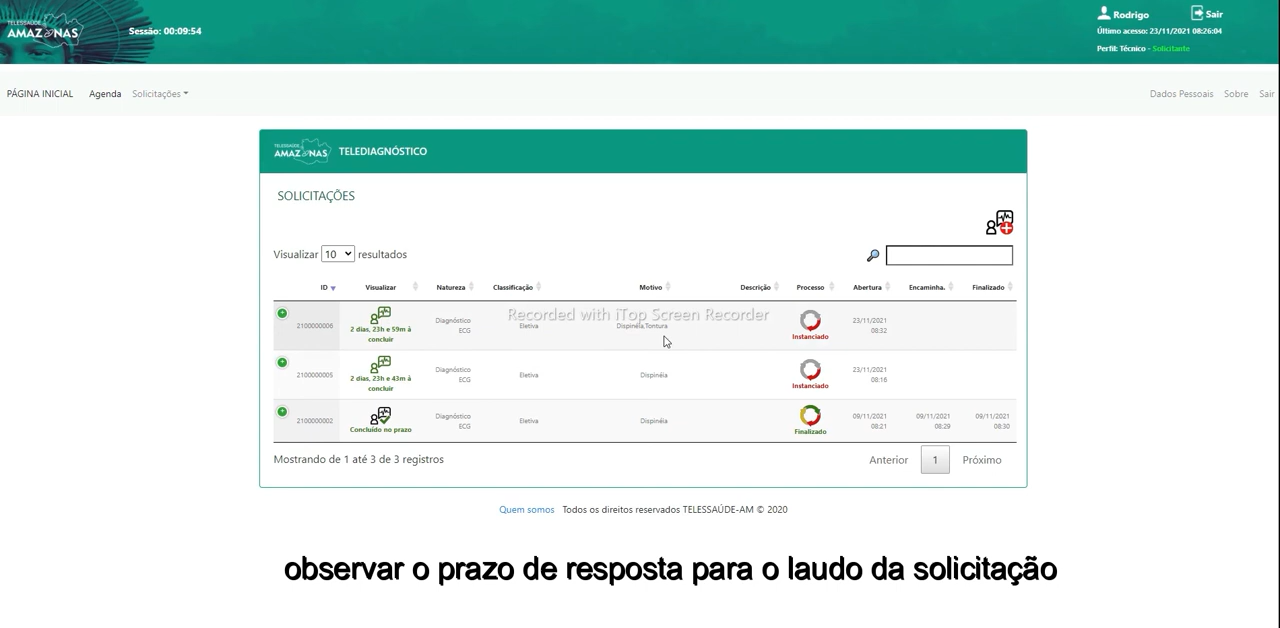 TELESSAÚDE
AMAZONAS
Sessão: 00:09:54
Rodrigo
Sair
Último acesso: 23/11/2021 08:26:04
Perfil: Técnico - Solicitante
PÁGINA INICIAL Agenda Solicitações
Dados Pessoais Sobre Sair
TELESSAÚDE
AMAZONAS
TELEDIAGNÓSTICO
SOLICITAÇÕES
Visualizar 10 resultados
ID Visualizar Natureza Classificação Motivo Descrição Processo Abertura Encaminha. Finalizado
Recorded with iTop Screen Recorder
2100000006 2 dias, 23h e 59m à concluir Diagnóstico ECG Eletiva Dispinéia,Tontura Instanciado 23/11/2021 08:32
2100000005 2 dias, 23h e 43m à concluir Diagnóstico ECG Eletiva Dispinéia Instanciado 23/11/2021 08:16
2100000002 Concluído no prazo Diagnóstico ECG Eletiva Dispinéia Finalizado 09/11/2021 08:21 09/11/2021 08:29 09/11/2021 08:30
Mostrando de 1 até 3 de 3 registros
Anterior 1 Próximo
Quem somos Todos os direitos reservados TELESSAÚDE-AM © 2020
observar o prazo de resposta para o laudo da solicitação